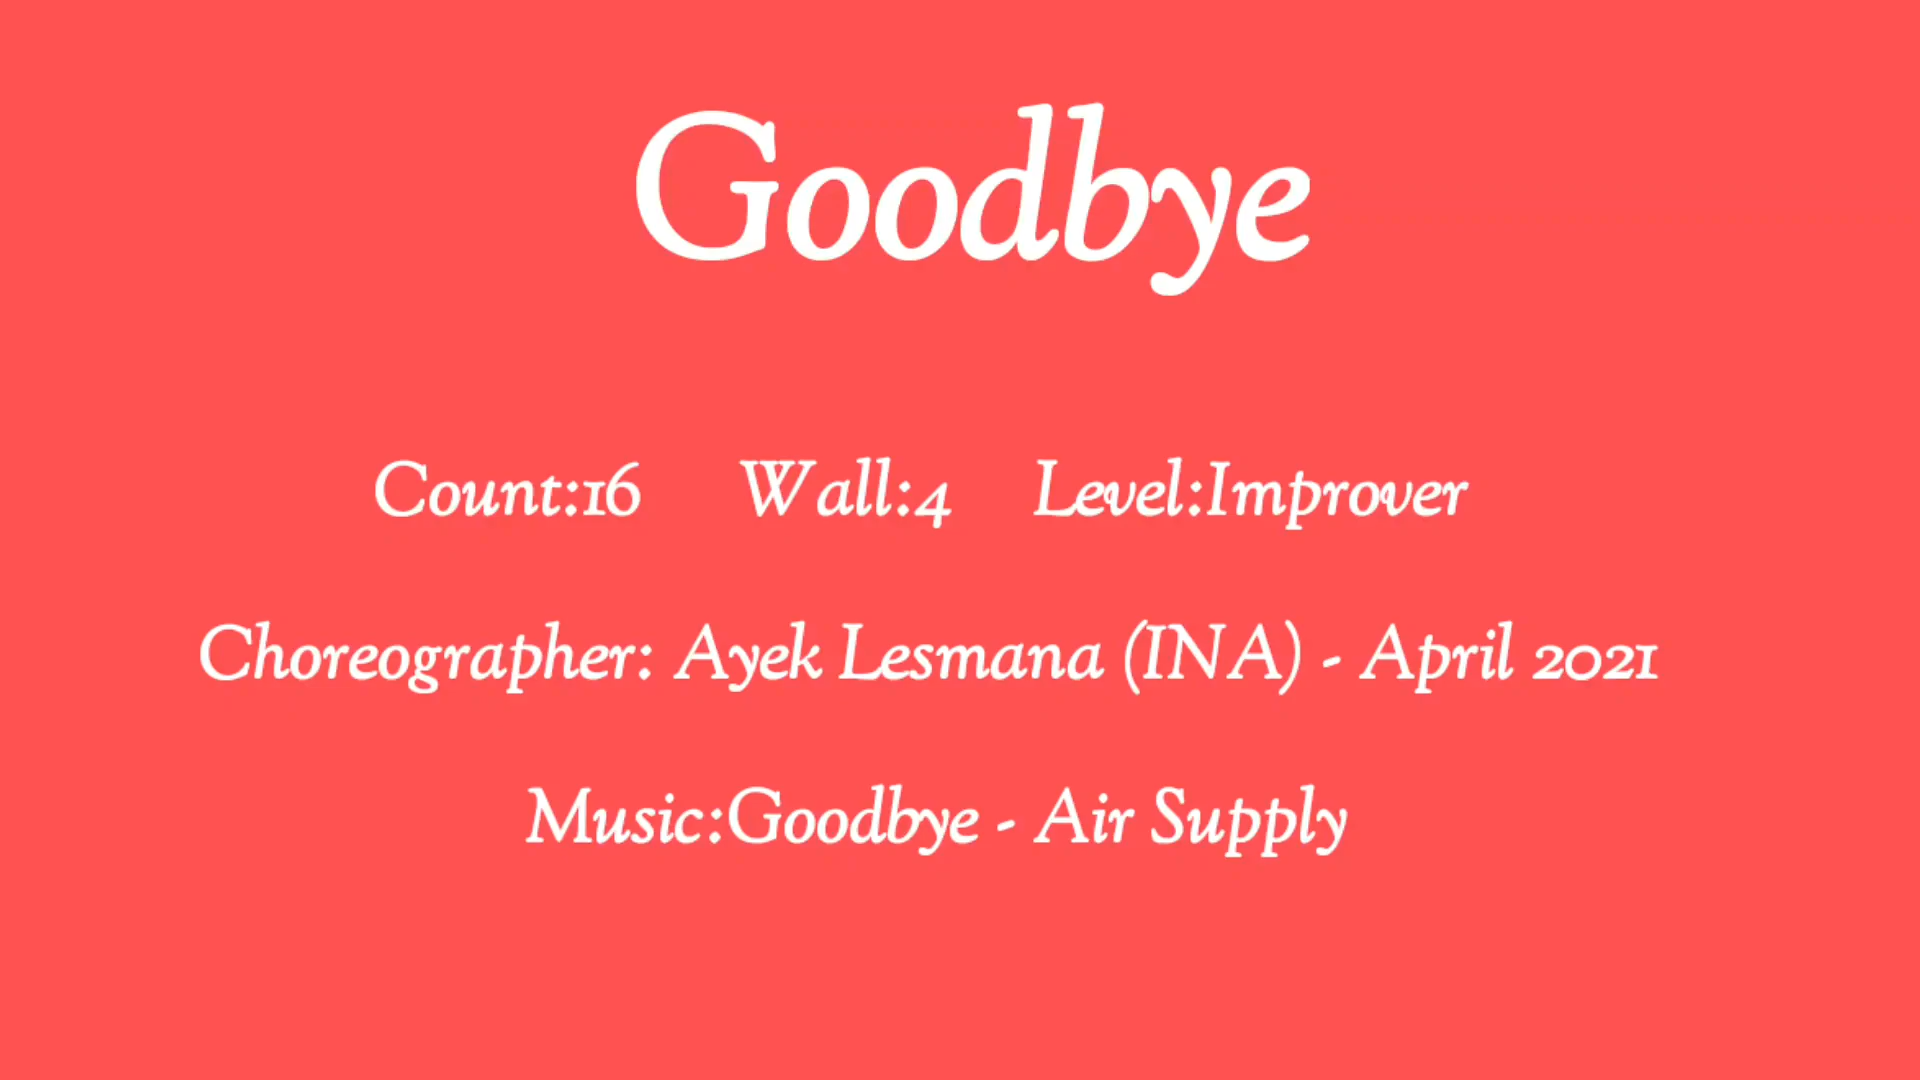 Goodbye
Count:16 Wall:4 Level:Improver
Choreographer: Ayek Lesmana (INA) - April 2021
Music:Goodbye - Air Supply